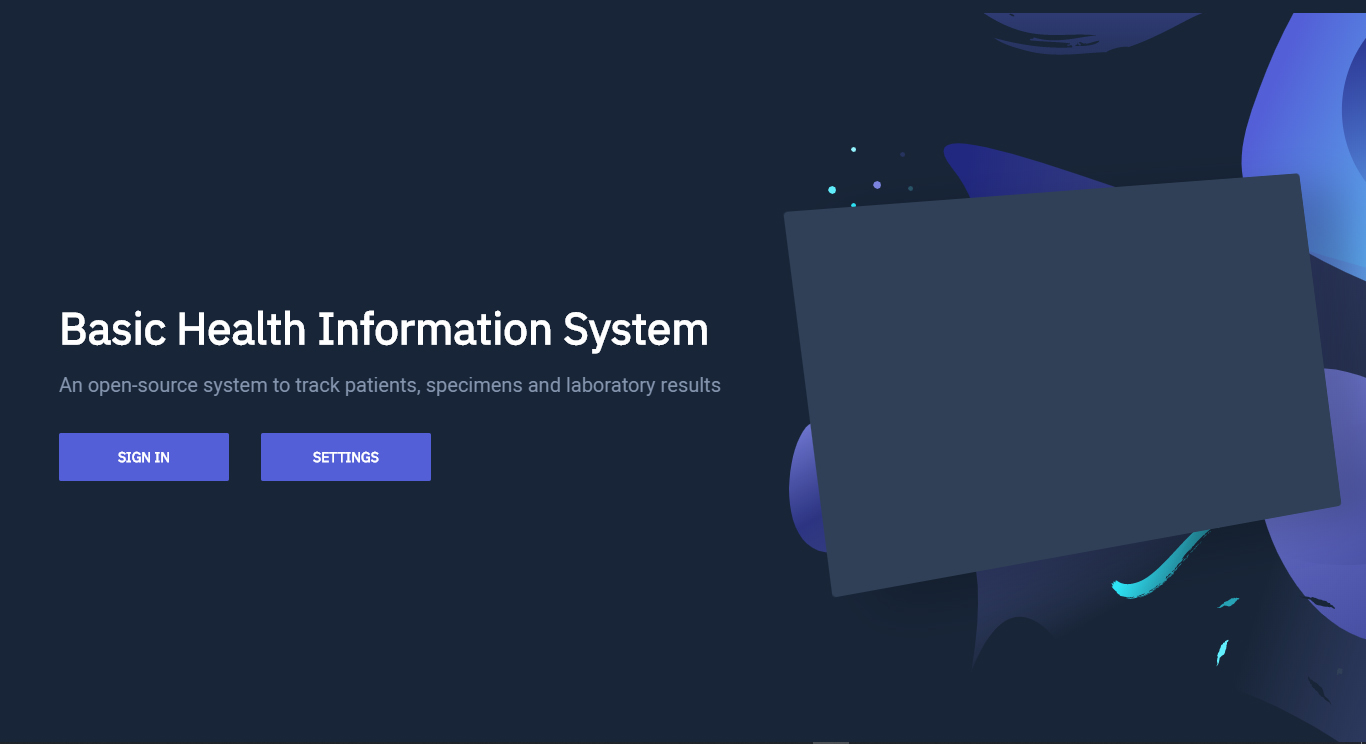 Basic Health Information System
An open-source system to track patients, specimens and laboratory results
SIGN IN
SETTINGS